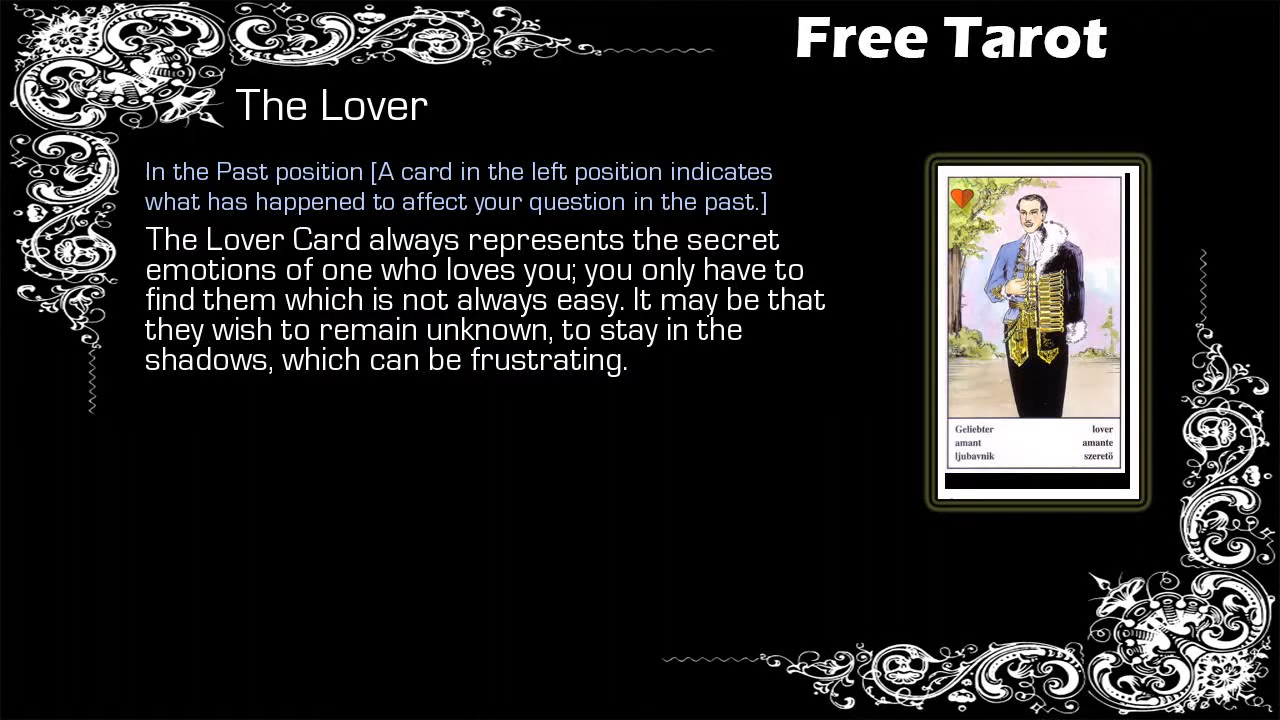 Free Tarot
The Lover
In the Past position [A card in the left position indicates
what has happened to affect your question in the past.]
The Lover Card always represents the secret
emotions of one who loves you; you only have to
find them which is not always easy. It may be that
they wish to remain unknown, to stay in the
shadows, which can be frustrating.
Geliebter lover
amant amante
ljubavnik szeretö